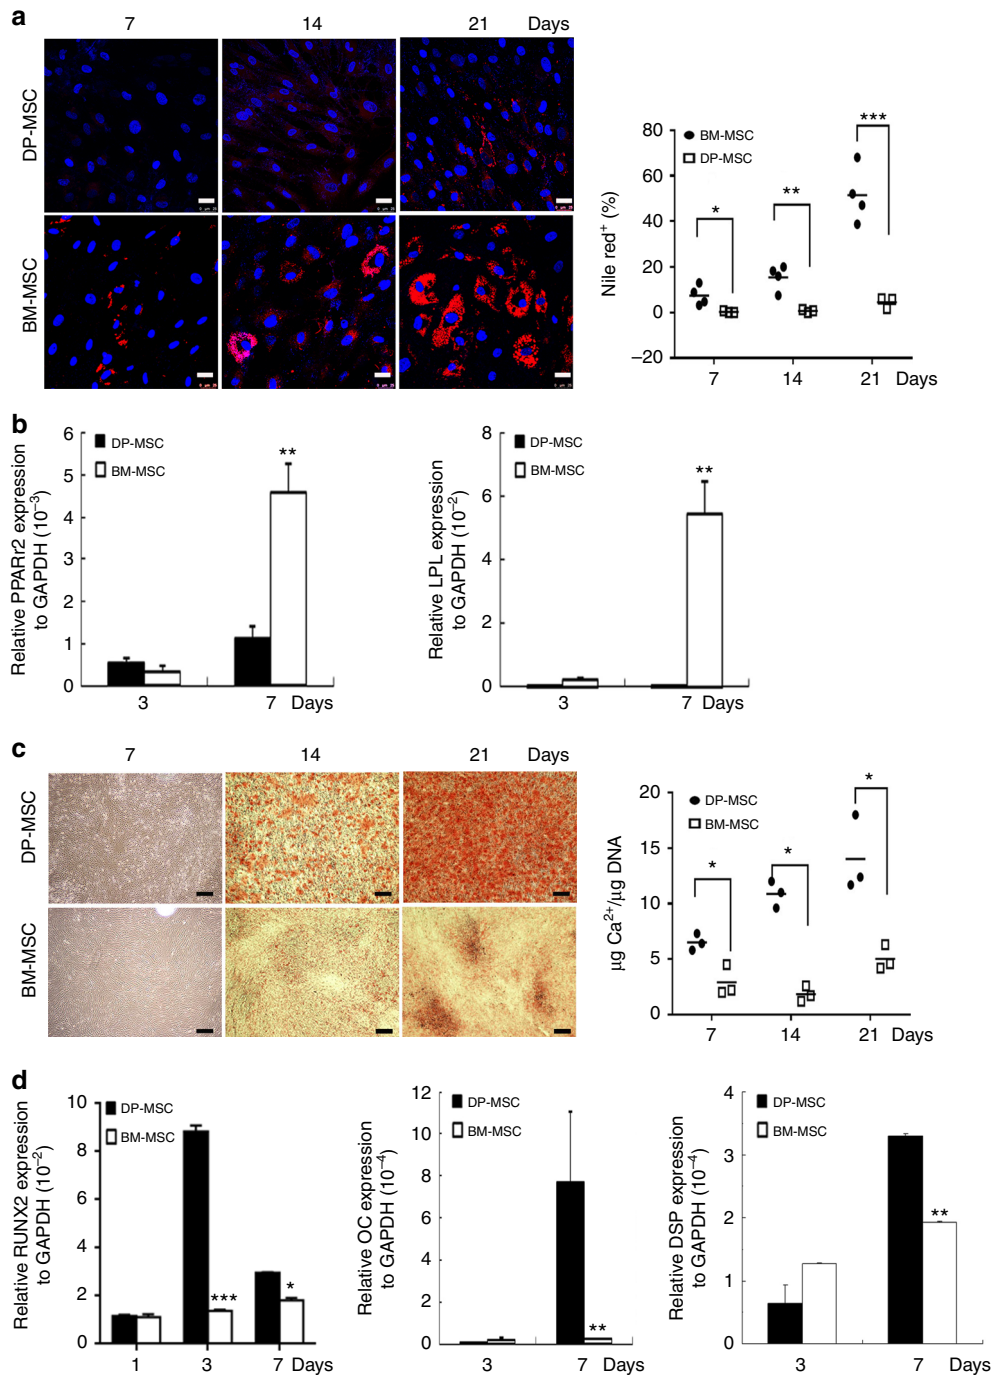 a
7 14 21 Days
DP-MSC
BM-MSC
Nile red⁺ (%)
80
60
40
20
0
–20
BM-MSC
DP-MSC
*
**
***
7 14 21 Days
b
Relative PPARr2 expression
to GAPDH (10⁻³)
6
5
4
3
2
1
0
DP-MSC
BM-MSC
**
3 7 Days
Relative LPL expression
to GAPDH (10⁻²)
8
6
4
2
0
DP-MSC
BM-MSC
**
3 7 Days
c
7 14 21 Days
DP-MSC
BM-MSC
µg Ca²⁺/µg DNA
20
15
10
5
0
DP-MSC
BM-MSC
*
*
*
7 14 21 Days
d
Relative RUNX2 expression
to GAPDH (10⁻²)
10
8
6
4
2
0
DP-MSC
BM-MSC
***
*
1 3 7 Days
Relative OC expression
to GAPDH (10⁻⁴)
12
10
8
6
4
2
0
DP-MSC
BM-MSC
**
3 7 Days
Relative DSP expression
to GAPDH (10⁻⁴)
4
3
2
1
0
DP-MSC
BM-MSC
**
3 7 Days